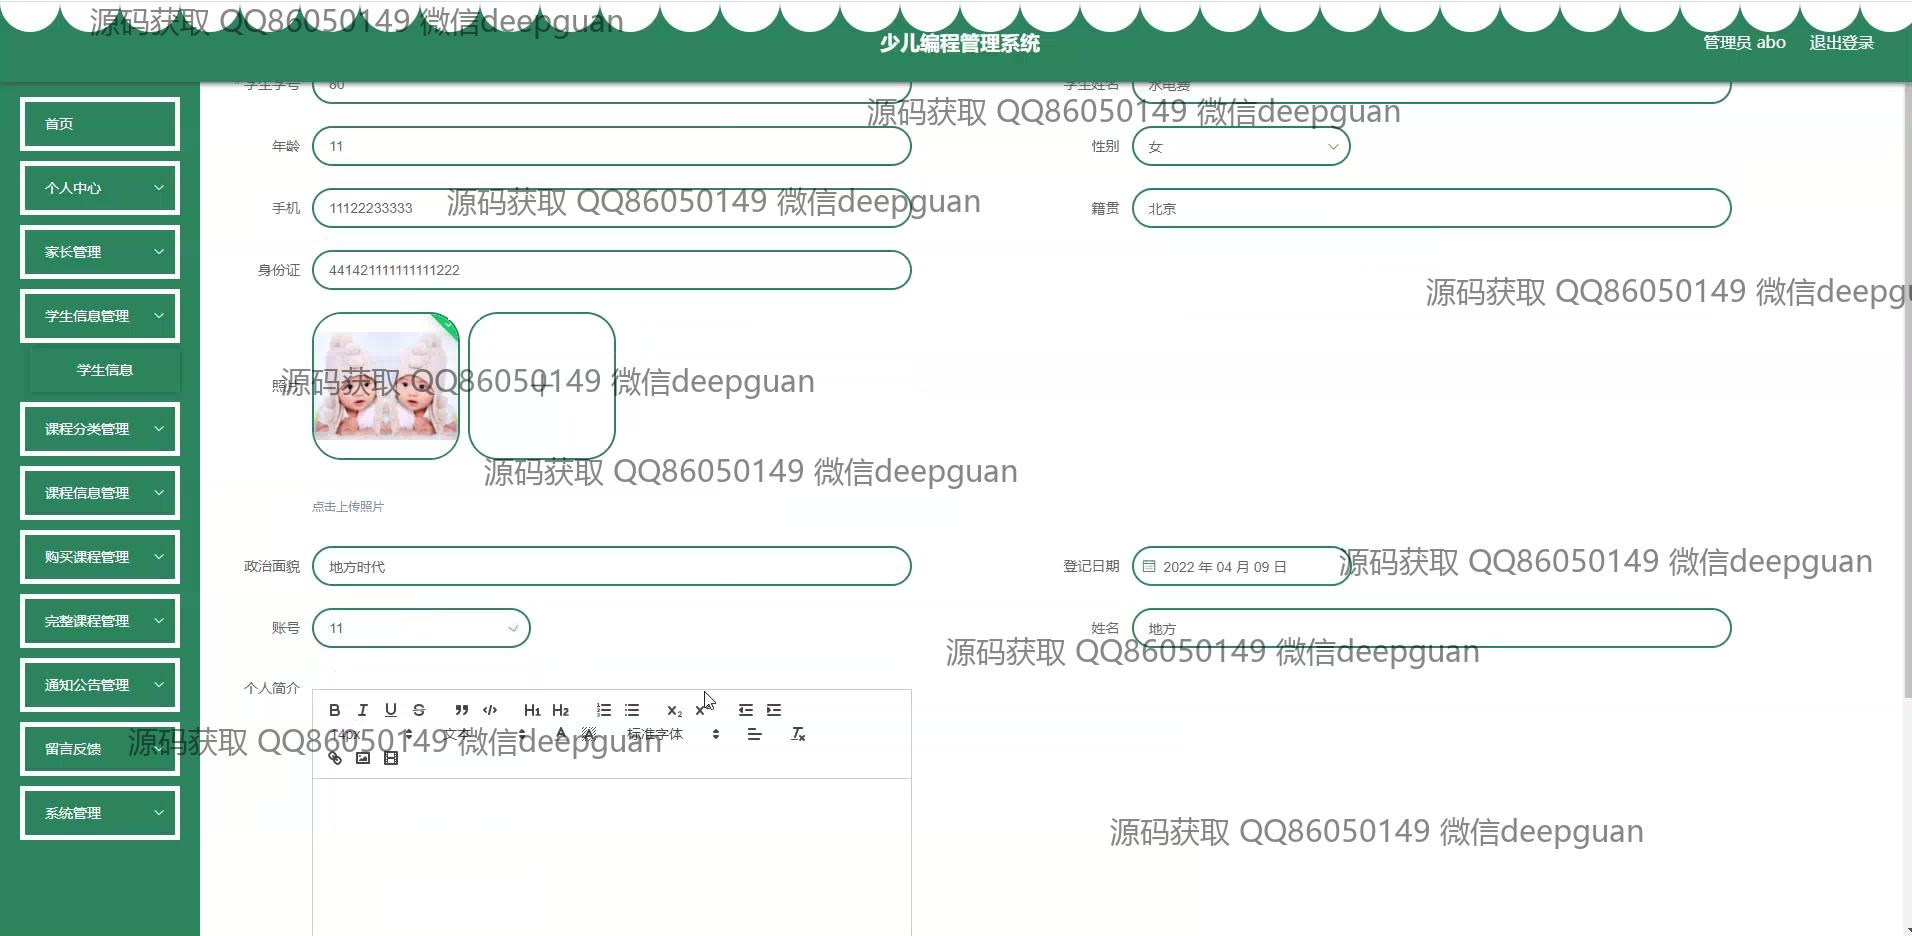 源码获取 QQ86050149 微信deepguan
少儿编程管理系统
管理员 abo 退出登录
首页
个人中心
家长管理
学生信息管理
学生信息
课程分类管理
课程信息管理
购买课程管理
完整课程管理
通知公告管理
留言反馈
系统管理
* 学生学号 80 学生姓名 水电费
源码获取 QQ86050149 微信deepguan
年龄 11 性别 女
源码获取 QQ86050149 微信deepguan
手机 11122233333 籍贯 北京
身份证 441421111111111222
源码获取 QQ86050149 微信deepgu
照片
源码获取 QQ86050149 微信deepguan
源码获取 QQ86050149 微信deepguan
点击上传照片
政治面貌 地方时代 登记日期 2022 年 04 月 09 日
源码获取 QQ86050149 微信deepguan
账号 11 姓名 地方
源码获取 QQ86050149 微信deepguan
个人简介
B I U S H1 H2 X2
14px 文本 A A 标准字体 Tx
源码获取 QQ86050149 微信deepguan
源码获取 QQ86050149 微信deepguan